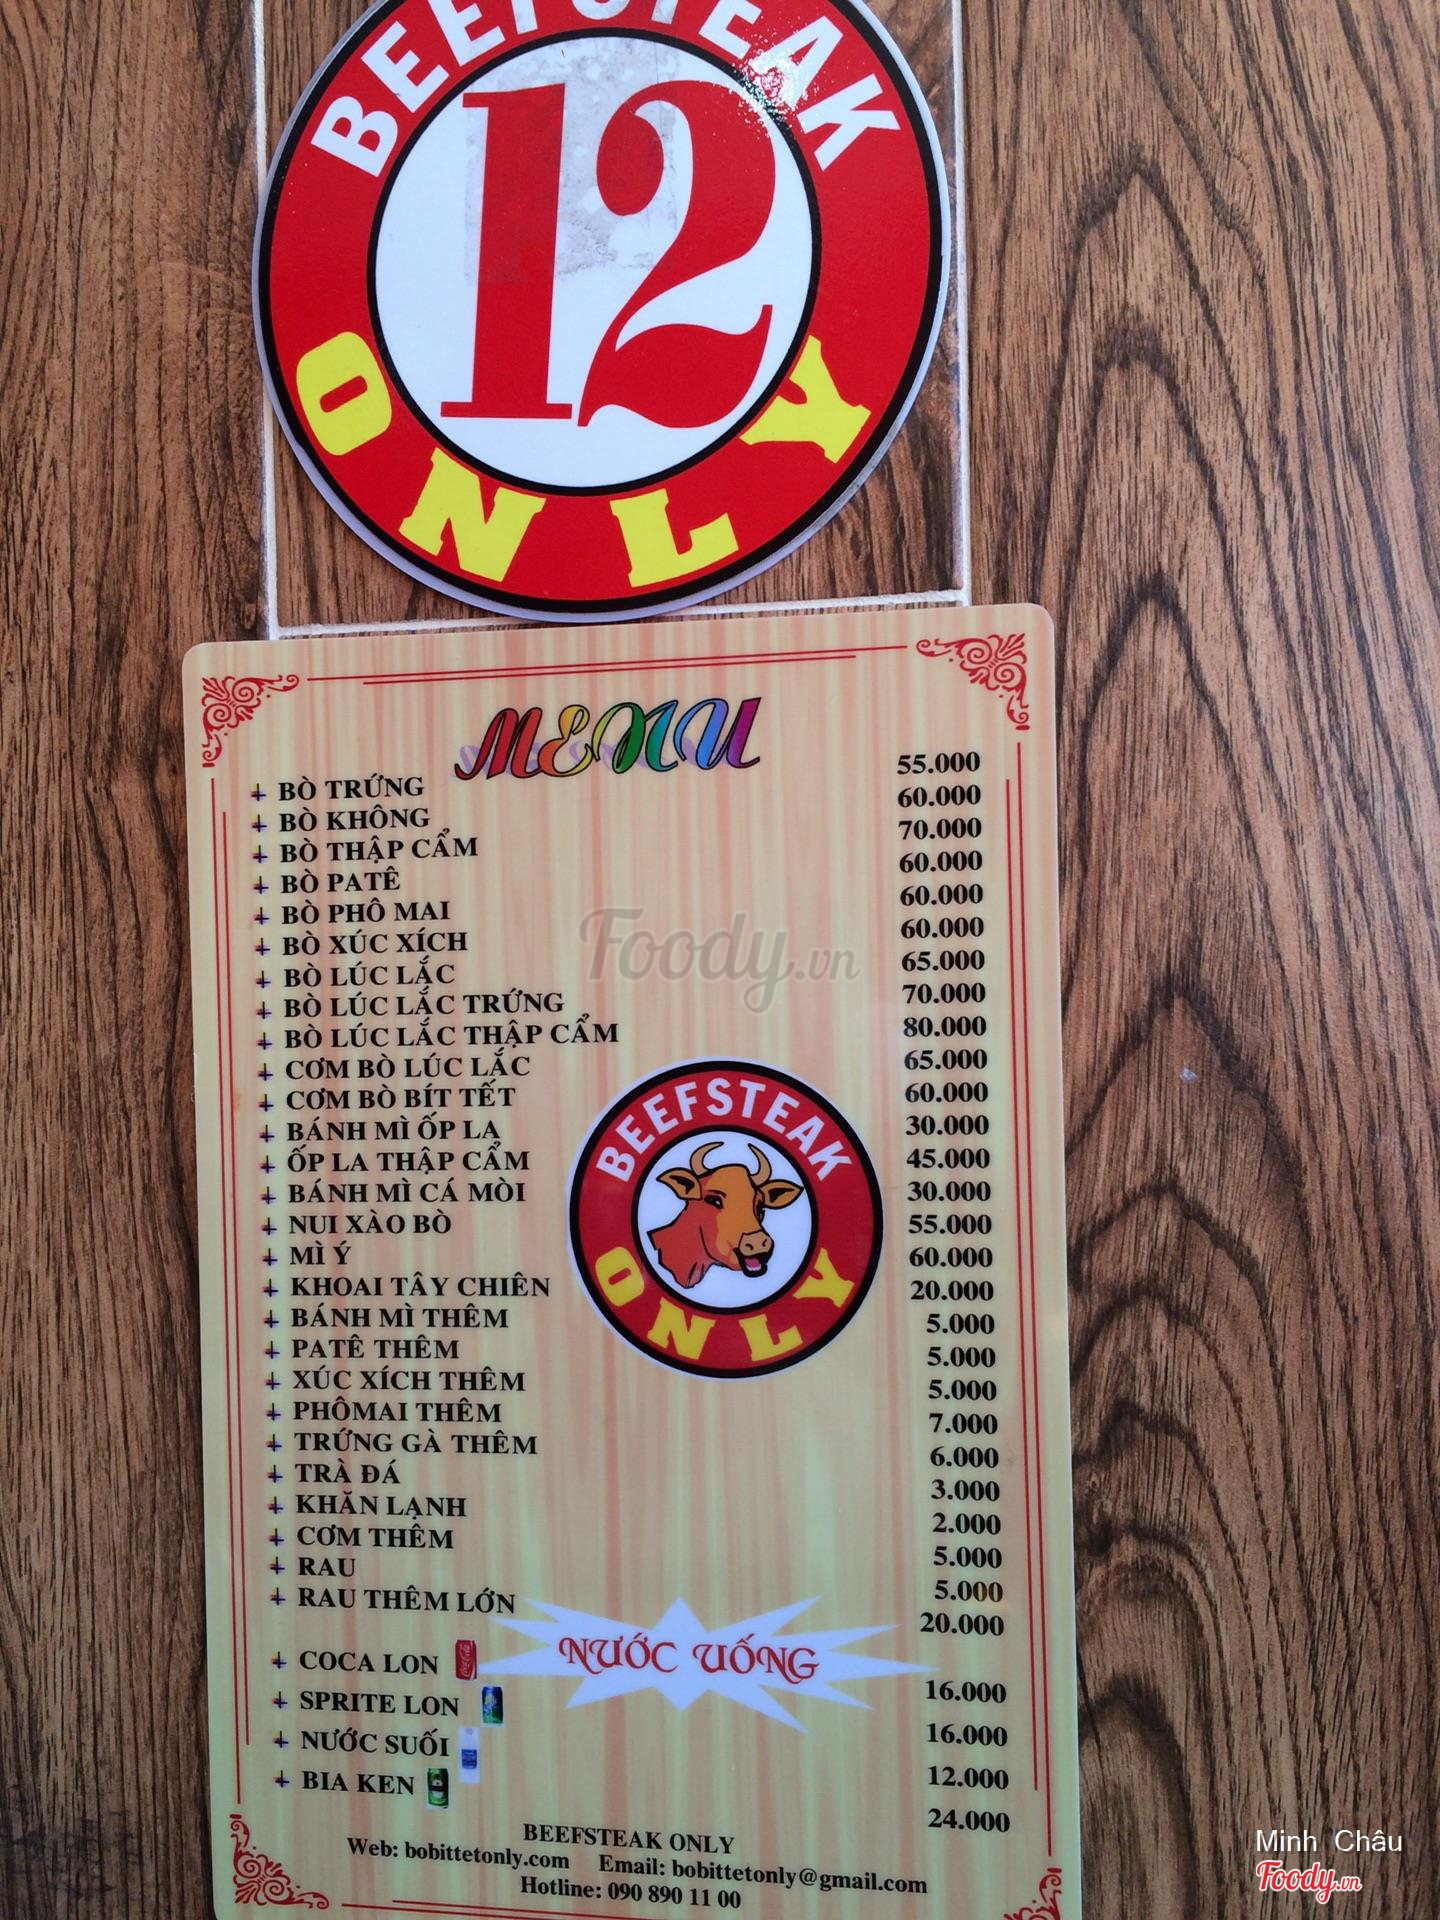 BEEFSTEAK
12
ONLY
MENU
+ BÒ TRỨNG 55.000
+ BÒ KHÔNG 60.000
+ BÒ THẬP CẨM 70.000
+ BÒ PATÊ 60.000
+ BÒ PHÔ MAI 60.000
+ BÒ XÚC XÍCH 60.000
+ BÒ LÚC LẮC 65.000
+ BÒ LÚC LẮC TRỨNG 70.000
+ BÒ LÚC LẮC THẬP CẨM 80.000
+ CƠM BÒ LÚC LẮC 65.000
+ CƠM BÒ BÍT TẾT 60.000
+ BÁNH MÌ ỐP LA 30.000
+ ỐP LA THẬP CẨM 45.000
+ BÁNH MÌ CÁ MÒI 30.000
+ NUI XÀO BÒ 55.000
+ MÌ Ý 60.000
+ KHOAI TÂY CHIÊN 20.000
+ BÁNH MÌ THÊM 5.000
+ PATÊ THÊM 5.000
+ XÚC XÍCH THÊM 5.000
+ PHÔMAI THÊM 7.000
+ TRỨNG GÀ THÊM 6.000
+ TRÀ ĐÁ 3.000
+ KHĂN LẠNH 2.000
+ CƠM THÊM 5.000
+ RAU 5.000
+ RAU THÊM LỚN 20.000
BEEFSTEAK
ONLY
NƯỚC UỐNG
+ COCA LON 16.000
+ SPRITE LON 16.000
+ NƯỚC SUỐI 12.000
+ BIA KEN 24.000
BEEFSTEAK ONLY
Web: bobittetonly.com Email: bobittetonly@gmail.com
Hotline: 090 890 11 00
Foody.vn
Minh Châu
Foody.vn